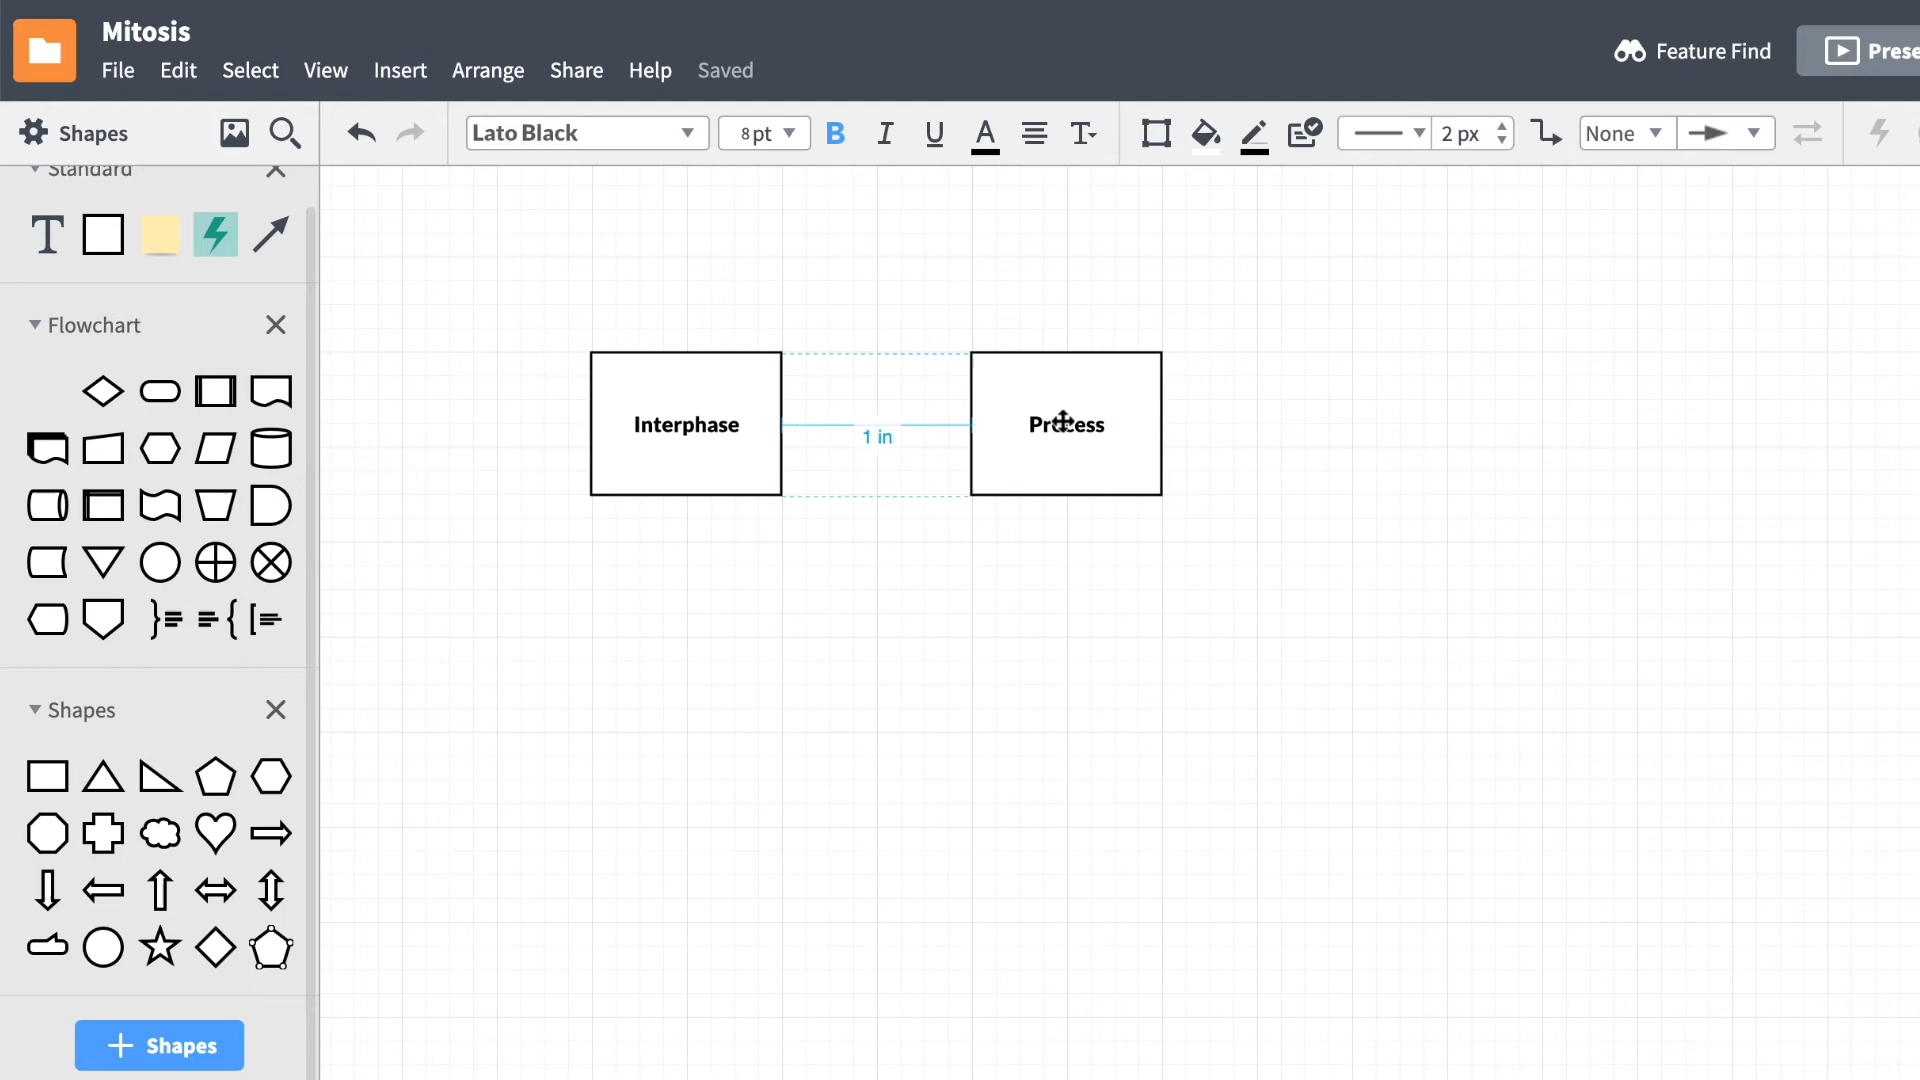 Mitosis
File Edit Select View Insert Arrange Share Help Saved
Feature Find
Prese
Shapes
Lato Black
8 pt
B I U A T
2 px
None
Standard
T
Flowchart
Shapes
+ Shapes
Interphase
1 in
Process